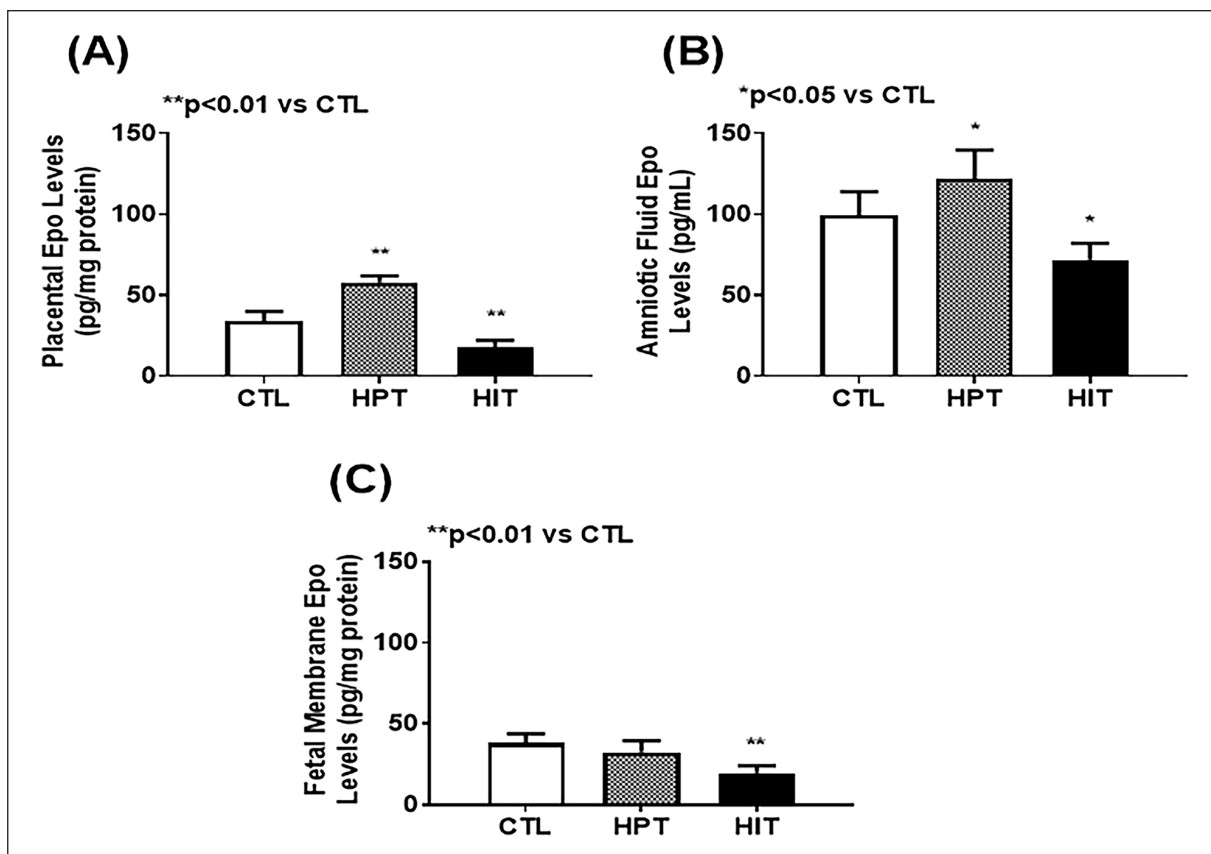 (A)
**p<0.01 vs CTL
Placental Epo Levels
(pg/mg protein)
150
100
50
0
**
**
CTL HPT HIT
(B)
*p<0.05 vs CTL
Amniotic Fluid Epo
Levels (pg/mL)
150
100
50
0
*
*
CTL HPT HIT
(C)
**p<0.01 vs CTL
Fetal Membrane Epo
Levels (pg/mg protein)
150
100
50
0
**
CTL HPT HIT